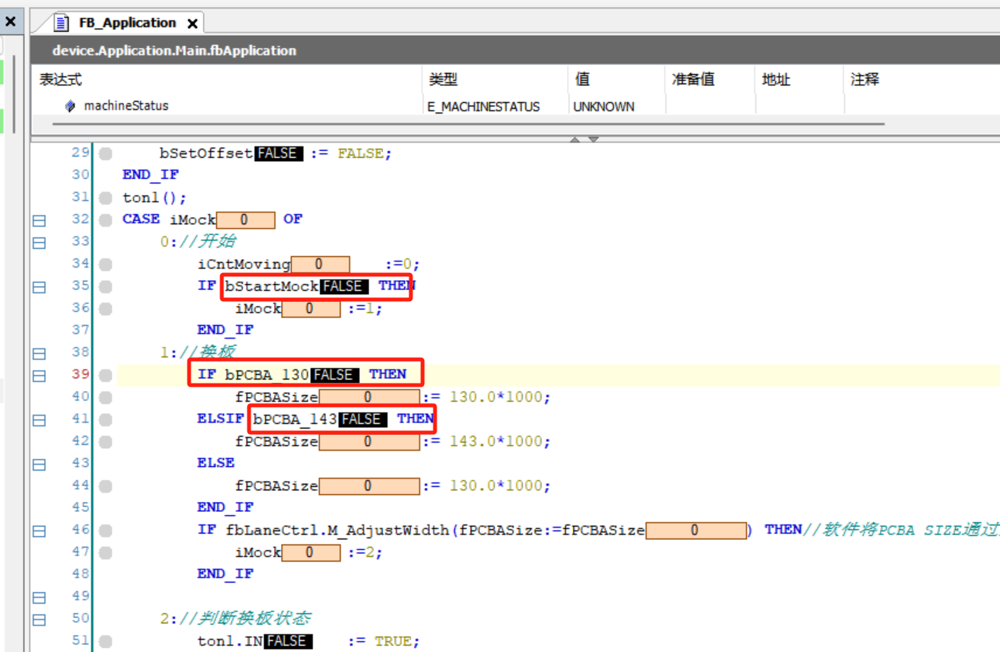 FB_Application
device.Application.Main.fbApplication
表达式 类型 值 准备值 地址 注释
machineStatus E_MACHINESTATUS UNKNOWN
29 bSetOffset FALSE := FALSE;
30 END_IF
31 ton1();
32 CASE iMock 0 OF
33 0://开始
34 iCntMoving 0 :=0;
35 IF bStartMock FALSE THEN
36 iMock 0 :=1;
37 END_IF
38 1://换板
39 IF bPCBA_130 FALSE THEN
40 fPCBASize 0 := 130.0*1000;
41 ELSIF bPCBA_143 FALSE THEN
42 fPCBASize 0 := 143.0*1000;
43 ELSE
44 fPCBASize 0 := 130.0*1000;
45 END_IF
46 IF fbLaneCtrl.M_AdjustWidth(fPCBASize:=fPCBASize 0 ) THEN//软件将PCBA SIZE通过
47 iMock 0 :=2;
48 END_IF
49
50 2://判断换板状态
51 ton1.IN FALSE := TRUE;